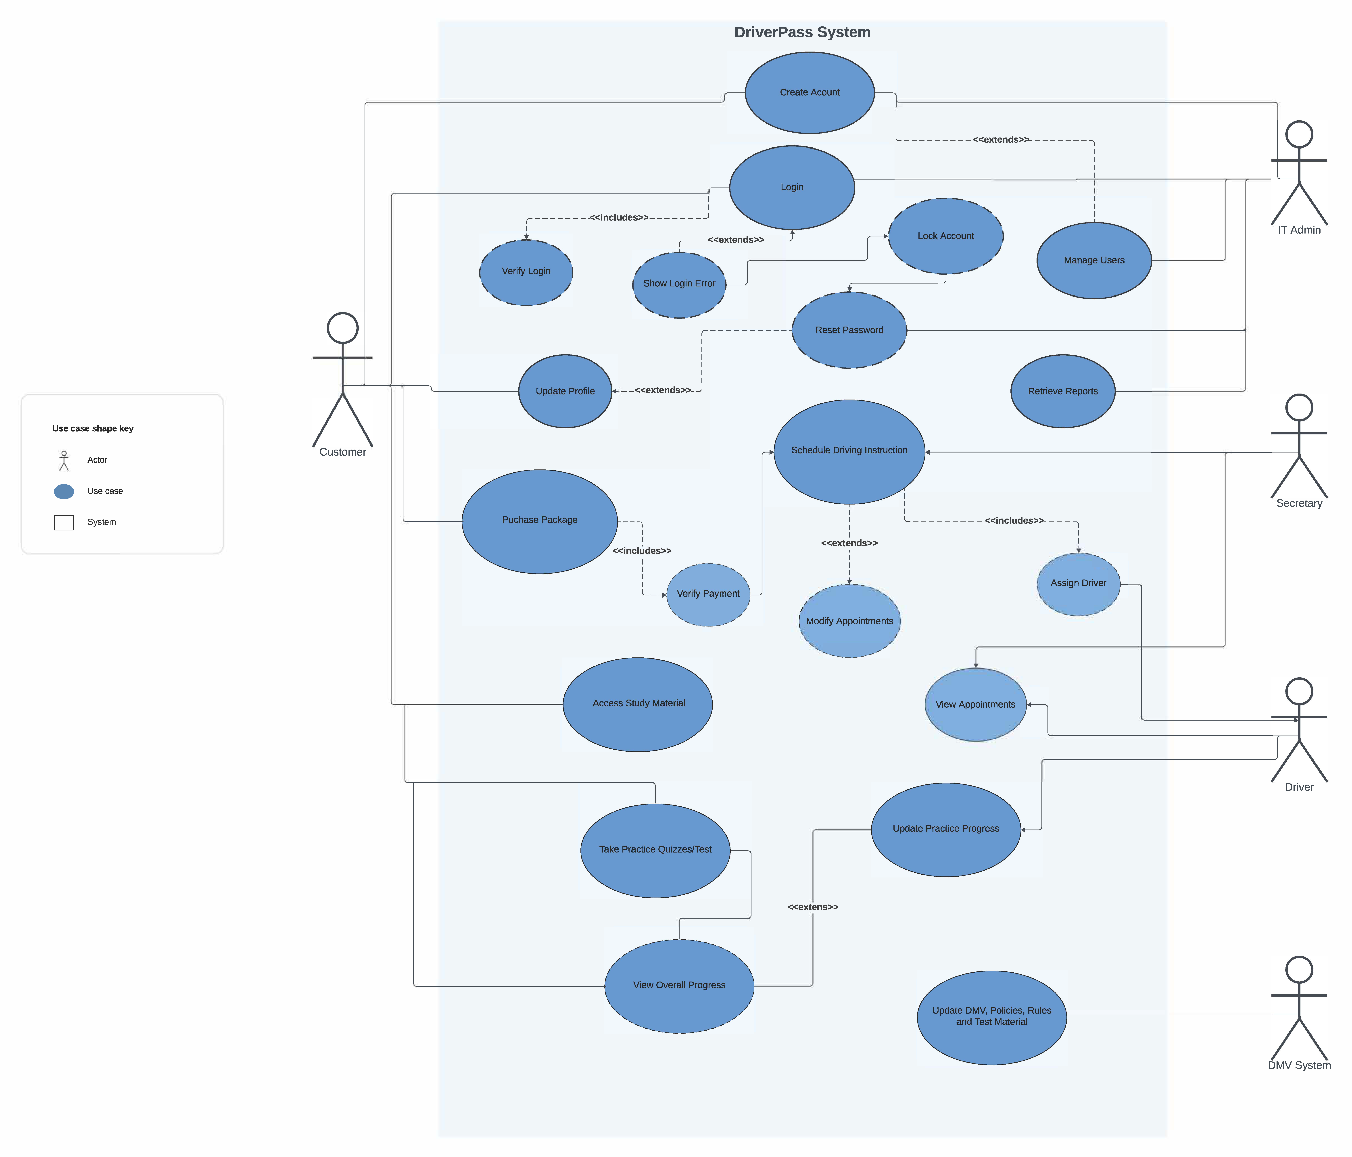 DriverPass System
Create Acount
<<extends>>
Login
IT Admin
<<includes>>
<<extends>>
Lock Account
Manage Users
Verify Login
Show Login Error
Reset Password
Update Profile
<<extends>>
Retrieve Reports
Customer
Use case shape key
Actor
Use case
System
Schedule Driving Instruction
Secretary
Puchase Package
<<includes>>
<<includes>>
<<extends>>
Verify Payment
Assign Driver
Modify Appointments
Access Study Material
View Appointments
Driver
Take Practice Quizzes/Test
Update Practice Progress
<<extens>>
View Overall Progress
Update DMV, Policies, Rules
and Test Material
DMV System